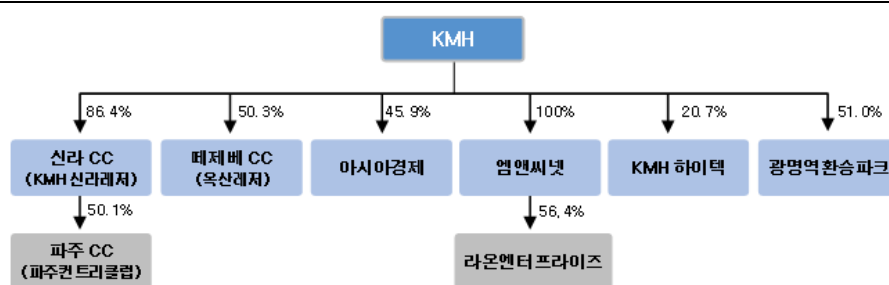 KMH
86.4%
50.3%
45.9%
100%
20.7%
51.0%
신라 CC
(KMH 신라레저)
떼제베 CC
(옥산레저)
아시아경제
엠앤씨넷
KMH 하이텍
광명역환승파크
50.1%
56,4%
파주 CC
(파주컨트리클럽)
라온엔터프라이즈